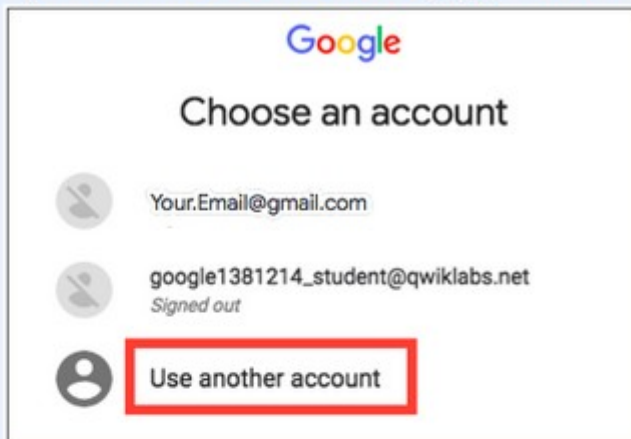 Google
Choose an account
Your.Email@gmail.com
google1381214_student@qwiklabs.net
Signed out
Use another account